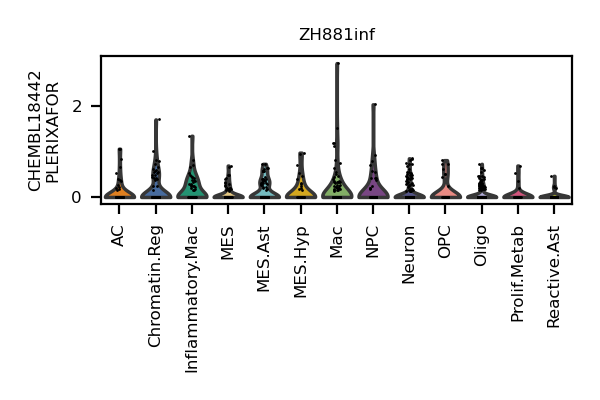 ZH881inf
CHEMBL18442
PLERIXAFOR
2
0
AC
Chromatin.Reg
Inflammatory.Mac
MES
MES.Ast
MES.Hyp
Mac
NPC
Neuron
OPC
Oligo
Prolif.Metab
Reactive.Ast